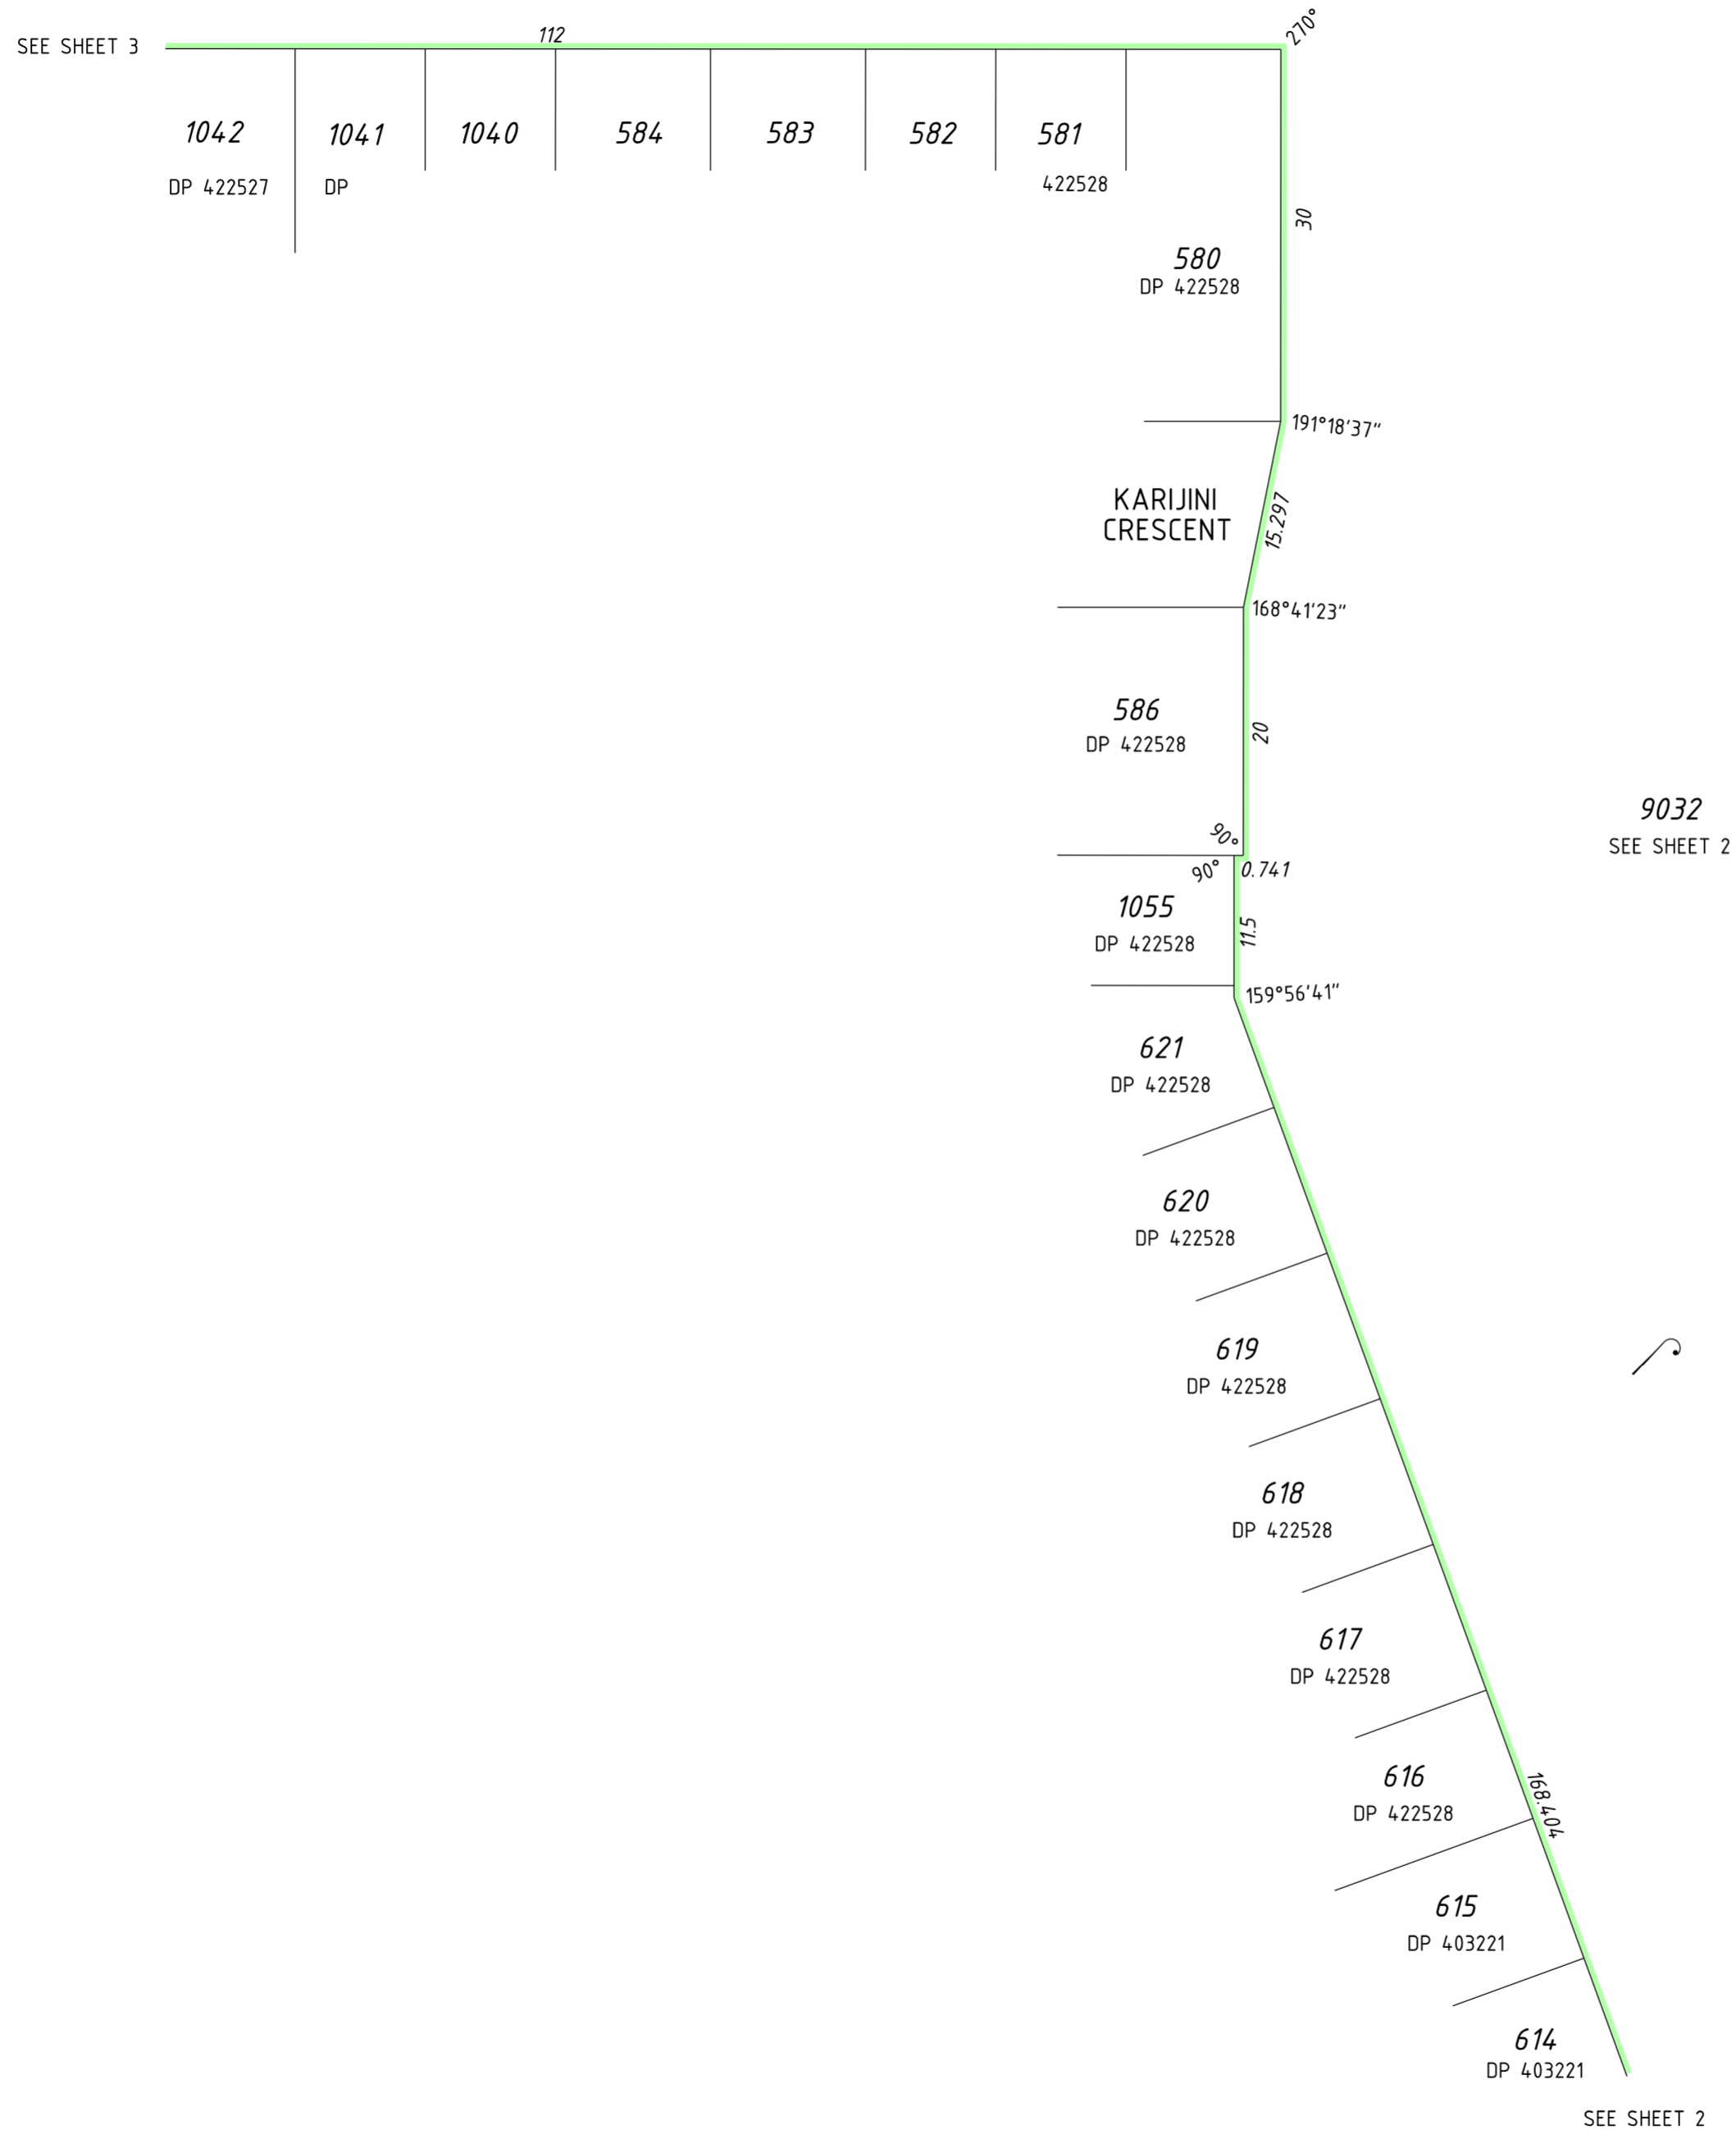 270°
112
SEE SHEET 3
1042
1041
1040
584
583
582
581
DP 422527
DP
422528
30
580
DP 422528
191°18'37"
KARIJINI
CRESCENT
15.297
168°41'23"
586
DP 422528
20
9032
SEE SHEET 2
90°
90°
0.741
1055
DP 422528
11.5
159°56'41"
621
DP 422528
620
DP 422528
619
DP 422528
618
DP 422528
617
DP 422528
616
DP 422528
168.404
615
DP 403221
614
DP 403221
SEE SHEET 2